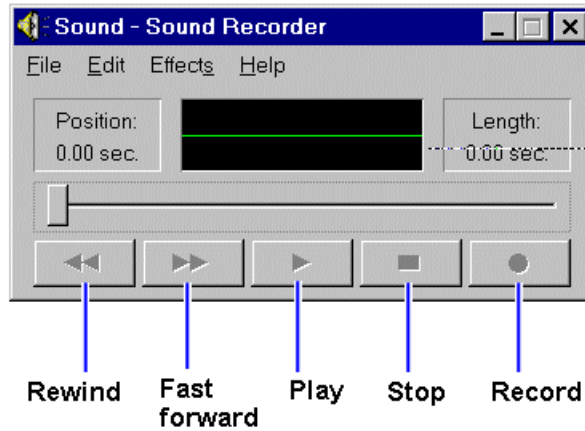 Sound - Sound Recorder
File Edit Effects Help
Position:
0.00 sec.
Length:
0.00 sec.
Rewind
Fast
forward
Play
Stop
Record